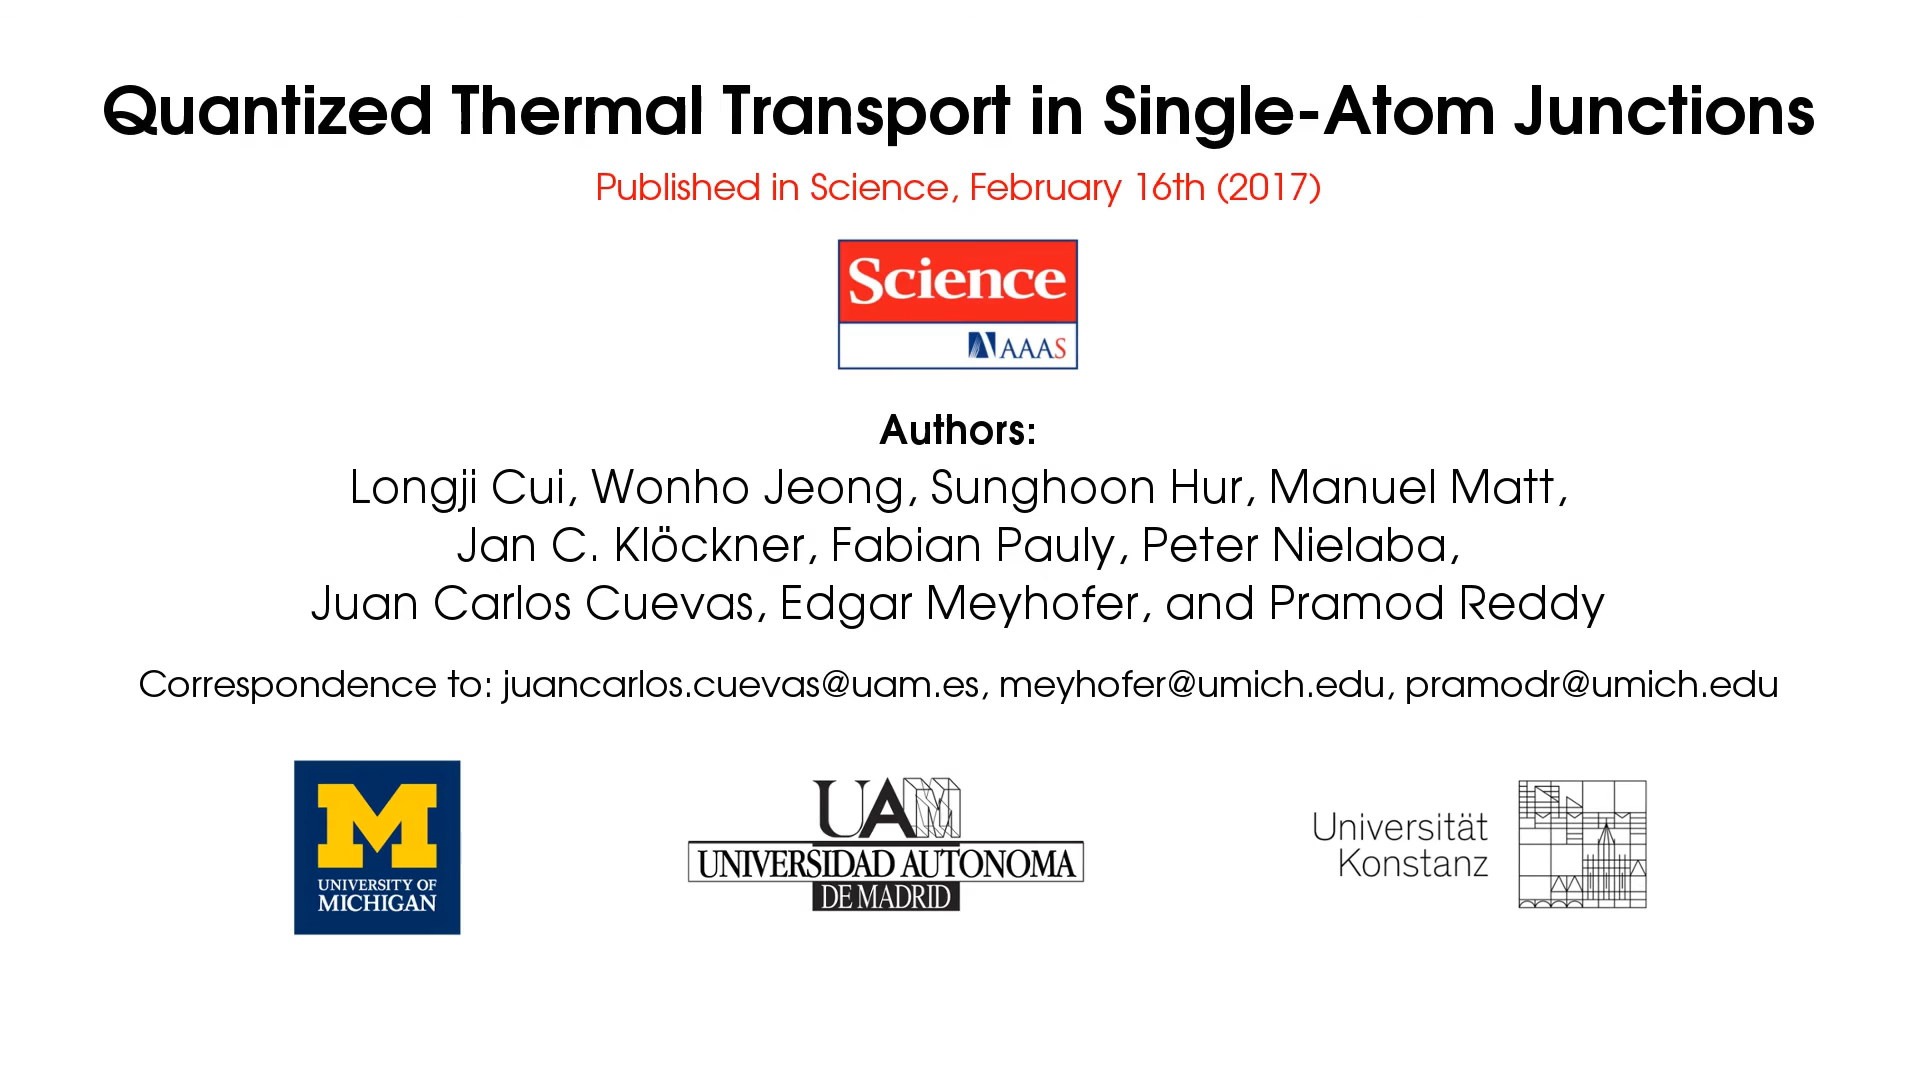 Quantized Thermal Transport in Single-Atom Junctions
Published in Science, February 16th (2017)
Science
AAAS
Authors:
Longji Cui, Wonho Jeong, Sunghoon Hur, Manuel Matt,
Jan C. Klöckner, Fabian Pauly, Peter Nielaba,
Juan Carlos Cuevas, Edgar Meyhofer, and Pramod Reddy
Correspondence to: juancarlos.cuevas@uam.es, meyhofer@umich.edu, pramodr@umich.edu
M
UNIVERSITY OF
MICHIGAN
UAM
UNIVERSIDAD AUTONOMA
DE MADRID
Universität
Konstanz